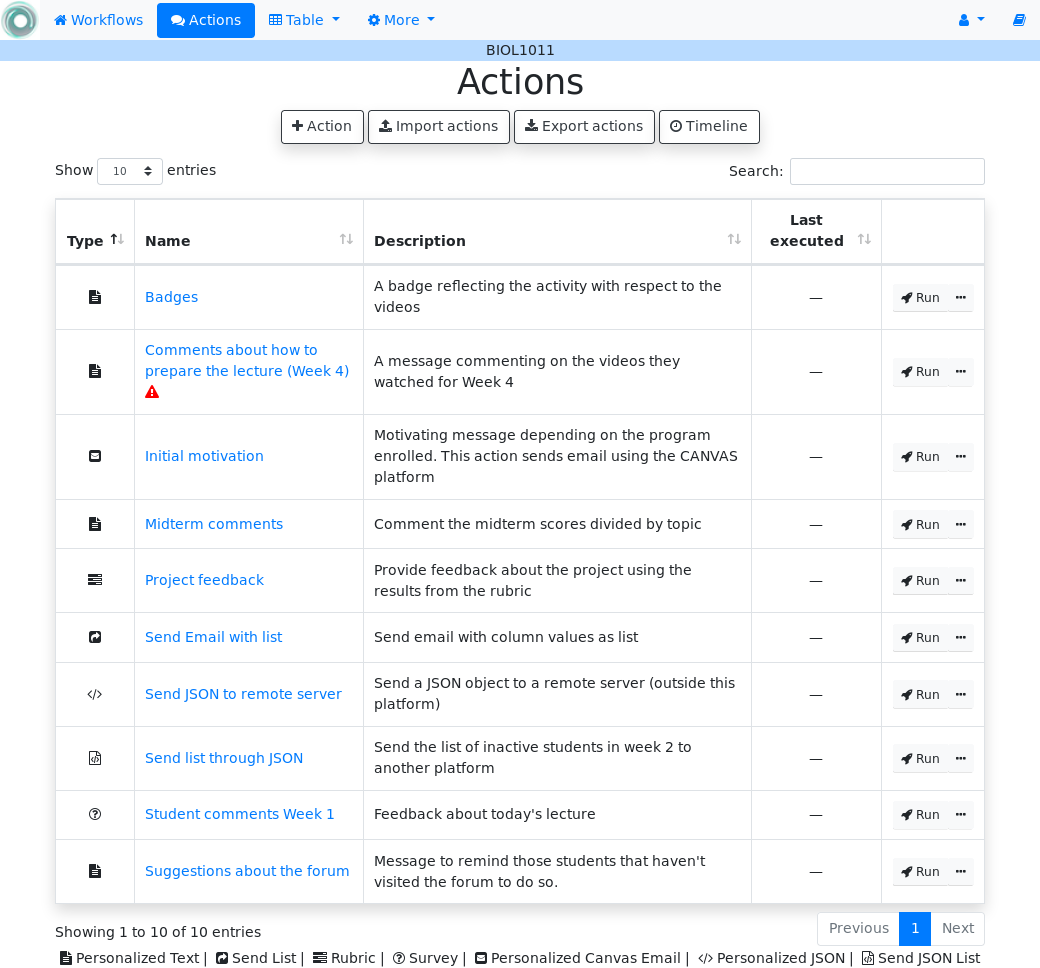 Workflows Actions Table More
BIOL1011
Actions
Action Import actions Export actions Timeline
Show 10 entries Search:
Type Name Description Last executed
Badges A badge reflecting the activity with respect to the
videos — Run
Comments about how to
prepare the lecture (Week 4) A message commenting on the videos they
watched for Week 4 — Run
Initial motivation Motivating message depending on the program
enrolled. This action sends email using the CANVAS
platform — Run
Midterm comments Comment the midterm scores divided by topic — Run
Project feedback Provide feedback about the project using the
results from the rubric — Run
Send Email with list Send email with column values as list — Run
Send JSON to remote server Send a JSON object to a remote server (outside this
platform) — Run
Send list through JSON Send the list of inactive students in week 2 to
another platform — Run
Student comments Week 1 Feedback about today's lecture — Run
Suggestions about the forum Message to remind those students that haven't
visited the forum to do so. — Run
Showing 1 to 10 of 10 entries Previous 1 Next
Personalized Text | Send List | Rubric | Survey | Personalized Canvas Email | Personalized JSON | Send JSON List